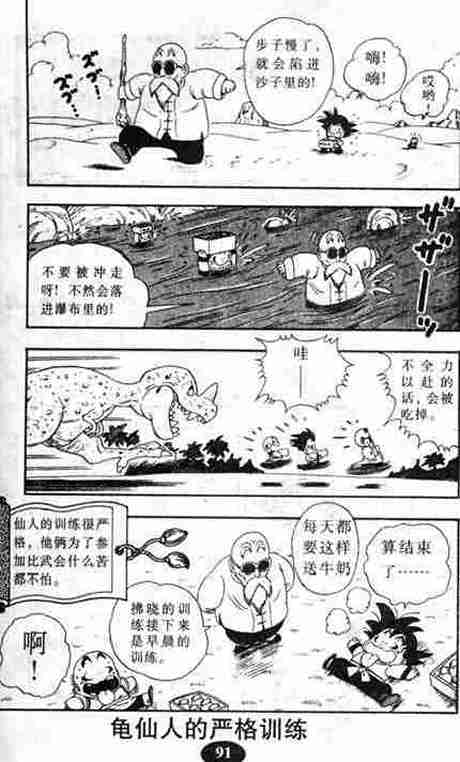 步子慢了，
就会陷进
沙子里的！
嗨！
嗨！
哎
哟
ズズズ…
ズズ…
不要被冲走
呀！不然会落
进瀑布里的！
ザザーッ
哇
不全力
以赴的
话，会被
吃掉。
仙人的训练很严
格，他俩为了参
加比武会什么苦
都不怕。
每天都
要这样
送牛奶
算结束
了……
拂晓的训
练接下来
是早晨的
训练。
啊！
龟仙人的严格训练
91